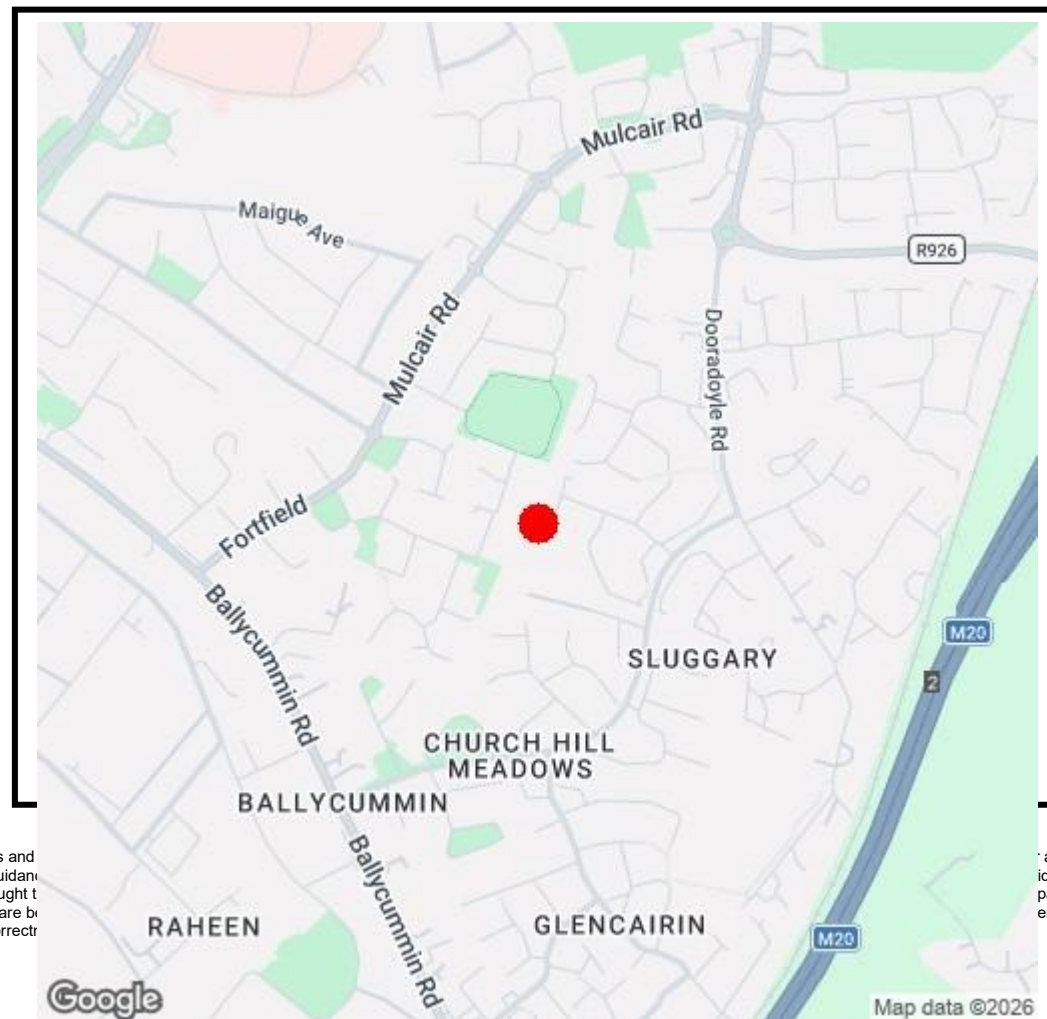 Mulcair Rd
Maigue Ave
R926
Mulcair Rd
Dooradoyle Rd
Fortfield
Ballycummin Rd
M20
SLUGGARY
2
CHURCH HILL
MEADOWS
BALLYCUMMIN
Ballycummin Rd
RAHEEN
GLENCAIRIN
M20
Google
Map data ©2026
s and